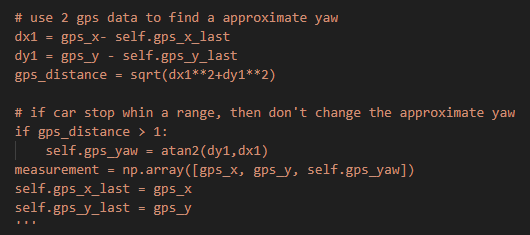 # use 2 gps data to find a approximate yaw
dx1 = gps_x- self.gps_x_last
dy1 = gps_y - self.gps_y_last
gps_distance = sqrt(dx1**2+dy1**2)
# if car stop whin a range, then don't change the approximate yaw
if gps_distance > 1:
self.gps_yaw = atan2(dy1,dx1)
measurement = np.array([gps_x, gps_y, self.gps_yaw])
self.gps_x_last = gps_x
self.gps_y_last = gps_y
'''